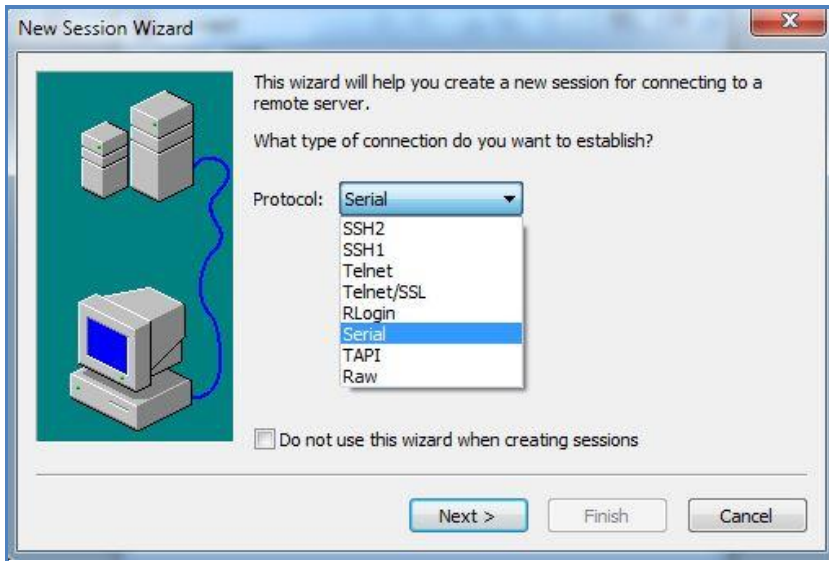 New Session Wizard
This wizard will help you create a new session for connecting to a
remote server.
What type of connection do you want to establish?
Protocol: Serial
SSH2
SSH1
Telnet
Telnet/SSL
RLogin
Serial
TAPI
Raw
Do not use this wizard when creating sessions
Next >
Finish
Cancel